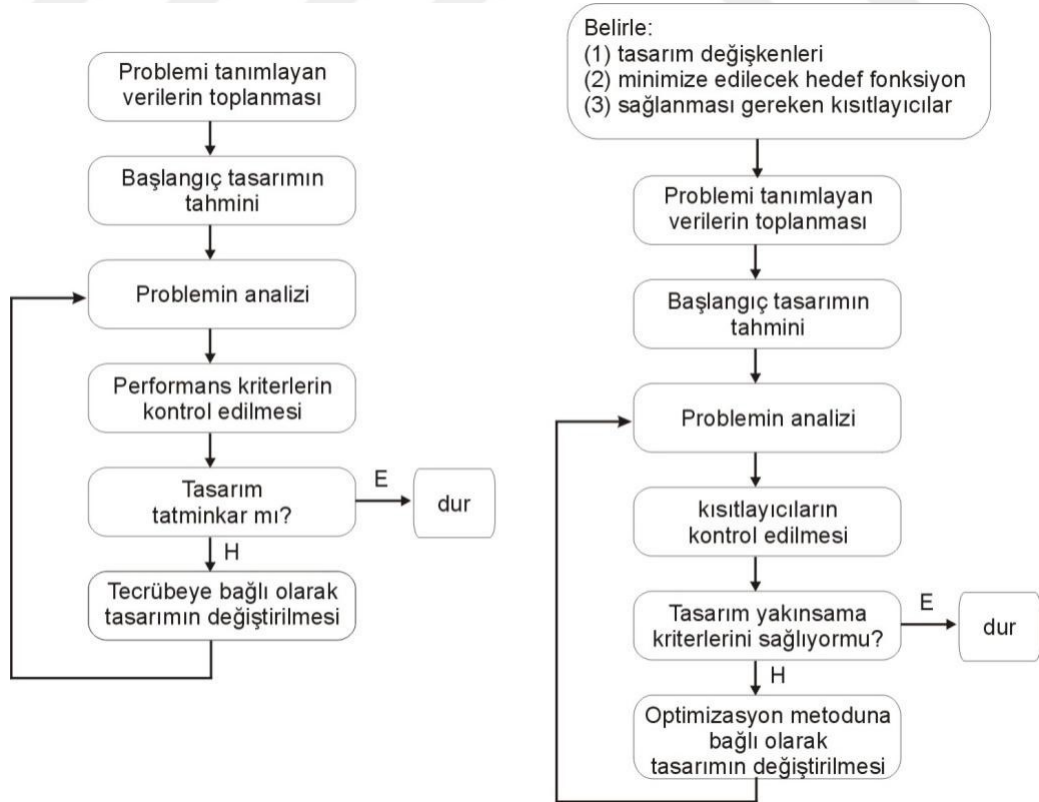 Problemi tanımlayan
verilerin toplanması
Başlangıç tasarımın
tahmini
Problemin analizi
Performans kriterlerin
kontrol edilmesi
Tasarım
tatminkar mı?
E
dur
H
Tecrübeye bağlı olarak
tasarımın değiştirilmesi
Belirle:
(1) tasarım değişkenleri
(2) minimize edilecek hedef fonksiyon
(3) sağlanması gereken kısıtlayıcılar
Problemi tanımlayan
verilerin toplanması
Başlangıç tasarımın
tahmini
Problemin analizi
kısıtlayıcıların
kontrol edilmesi
Tasarım yakınsama
kriterlerini sağlıyormu?
E
dur
H
Optimizasyon metoduna
bağlı olarak
tasarımın değiştirilmesi